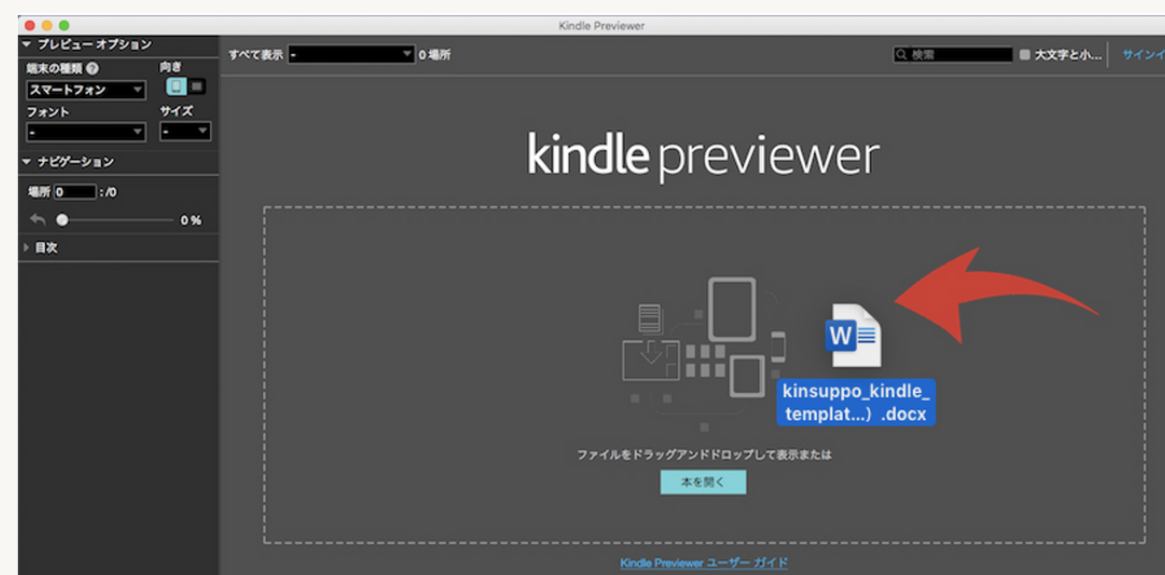 Kindle Previewer
プレビュー オプション
端末の種類 ?
向き
スマートフォン
フォント
サイズ
-
-
ナビゲーション
場所 0 : /0
0 %
目次
すべて表示 - 0 場所
検索
大文字と小...
サインイ
kindle previewer
W
kinsuppo_kindle_
templat...) .docx
ファイルをドラッグアンドドロップして表示または
本を開く
Kindle Previewer ユーザー ガイド